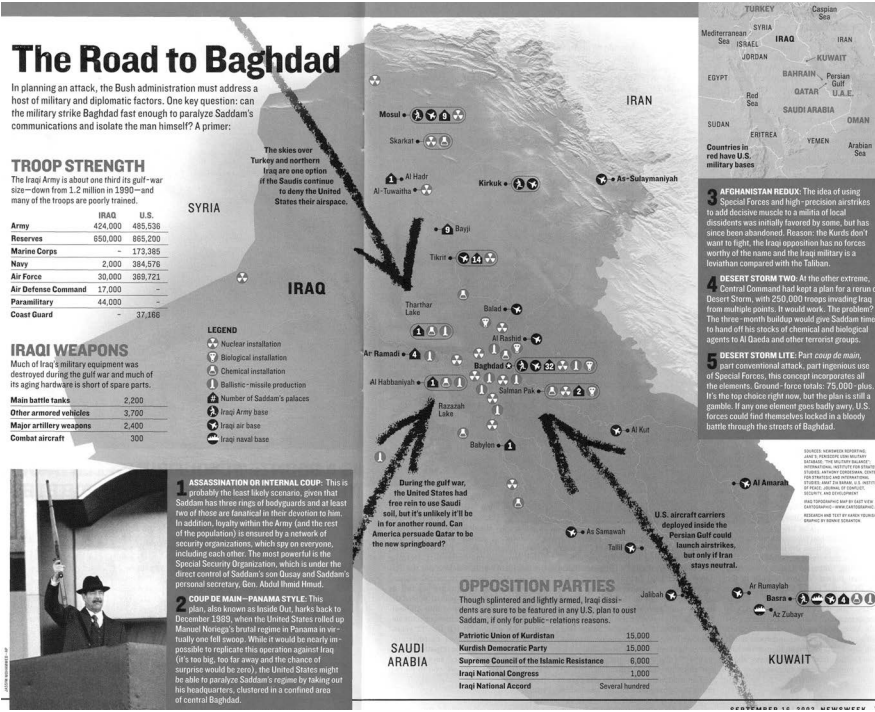 The Road to Baghdad
In planning an attack, the Bush administration must address a
host of military and diplomatic factors. One key question: can
the military strike Baghdad fast enough to paralyze Saddam's
communications and isolate the man himself? A primer:
TROOP STRENGTH
The Iraqi Army is about one third its gulf-war
size—down from 1.2 million in 1990—and
many of the troops are poorly trained.
IRAQ U.S.
Army 424,000 485,536
Reserves 650,000 865,200
Marine Corps - 173,385
Navy 2,000 384,576
Air Force 30,000 369,721
Air Defense Command 17,000 -
Paramilitary 44,000 -
Coast Guard - 37,166
IRAQI WEAPONS
Much of Iraq's military equipment was
destroyed during the gulf war and much of
its aging hardware is short of spare parts.
Main battle tanks 2,200
Other armored vehicles 3,700
Major artillery weapons 2,400
Combat aircraft 300
LEGEND
Nuclear installation
Biological installation
Chemical installation
Ballistic-missile production
# Number of Saddam's palaces
Iraqi Army base
Iraqi air base
Iraqi naval base
The skies over
Turkey and northern
Iraq are one option
if the Saudis continue
to deny the United
States their airspace.
SYRIA
IRAQ
IRAN
SAUDI
ARABIA
KUWAIT
Mosul 9
Skarkat
1 Al Hadr
Al-Tuwaitha
Kirkuk
As-Sulaymaniyah
9 Bayji
Tikrit 14
Tharthar
Lake
1
Balad
Al Rashid
Ar Ramadi 4
Baghdad 32
Al Habbaniyah 1
Salman Pak 2
Razazah
Lake
Babylon 1
Al Kut
Al Amarah
As Samawah
Tallil
Jalibah
Ar Rumaylah
Basra 4
Az Zubayr
During the gulf war,
the United States had
free rein to use Saudi
soil, but it's unlikely it'll be
in for another round. Can
America persuade Qatar to be
the new springboard?
U.S. aircraft carriers
deployed inside the
Persian Gulf could
launch airstrikes,
but only if Iran
stays neutral.
OPPOSITION PARTIES
Though splintered and lightly armed, Iraqi dissi-
dents are sure to be featured in any U.S. plan to oust
Saddam, if only for public-relations reasons.
Patriotic Union of Kurdistan 15,000
Kurdish Democratic Party 15,000
Supreme Council of the Islamic Resistance 6,000
Iraqi National Congress 1,000
Iraqi National Accord Several hundred
1 ASSASSINATION OR INTERNAL COUP: This is
probably the least likely scenario, given that
Saddam has three rings of bodyguards and at least
two of those are fanatical in their devotion to him.
In addition, loyalty within the Army (and the rest
of the population) is ensured by a network of
security organizations, which spy on everyone,
including each other. The most powerful is the
Special Security Organization, which is under the
direct control of Saddam's son Qusay and Saddam's
personal secretary, Gen. Abdul Ihmid Hmud.
2 COUP DE MAIN—PANAMA STYLE: This
plan, also known as Inside Out, harks back to
December 1989, when the United States rolled up
Manuel Noriega's brutal regime in Panama in vir-
tually one fell swoop. While it would be nearly im-
possible to replicate this operation against Iraq
(it's too big, too far away and the chance of
surprise would be zero), the United States might
be able to paralyze Saddam's regime by taking out
his headquarters, clustered in a confined area
of central Baghdad.
TURKEY
Caspian
Sea
Mediterranean
Sea
SYRIA
ISRAEL
IRAQ
IRAN
JORDAN
KUWAIT
EGYPT
BAHRAIN
Persian
Gulf
QATAR
U.A.E.
Red
Sea
SAUDI ARABIA
OMAN
SUDAN
ERITREA
YEMEN
Arabian
Sea
Countries in
red have U.S.
military bases
3 AFGHANISTAN REDUX: The idea of using
Special Forces and high-precision airstrikes
to add decisive muscle to a militia of local
dissidents was initially favored by some, but has
since been abandoned. Reason: the Kurds don't
want to fight, the Iraqi opposition has no forces
worthy of the name and the Iraqi military is a
leviathan compared with the Taliban.
4 DESERT STORM TWO: At the other extreme,
Central Command had kept a plan for a rerun o
Desert Storm, with 250,000 troops invading Iraq
from multiple points. It would work. The problem?
The three-month buildup would give Saddam time
to hand off his stocks of chemical and biological
agents to Al Qaeda and other terrorist groups.
5 DESERT STORM LITE: Part coup de main,
part conventional attack, part ingenious use
of Special Forces, this concept incorporates all
the elements. Ground-force totals: 75,000-plus.
It's the top choice right now, but the plan is still a
gamble. If any one element goes badly awry, U.S.
forces could find themselves locked in a bloody
battle through the streets of Baghdad.
SEPTEMBER 16, 2002 NEWSWEEK